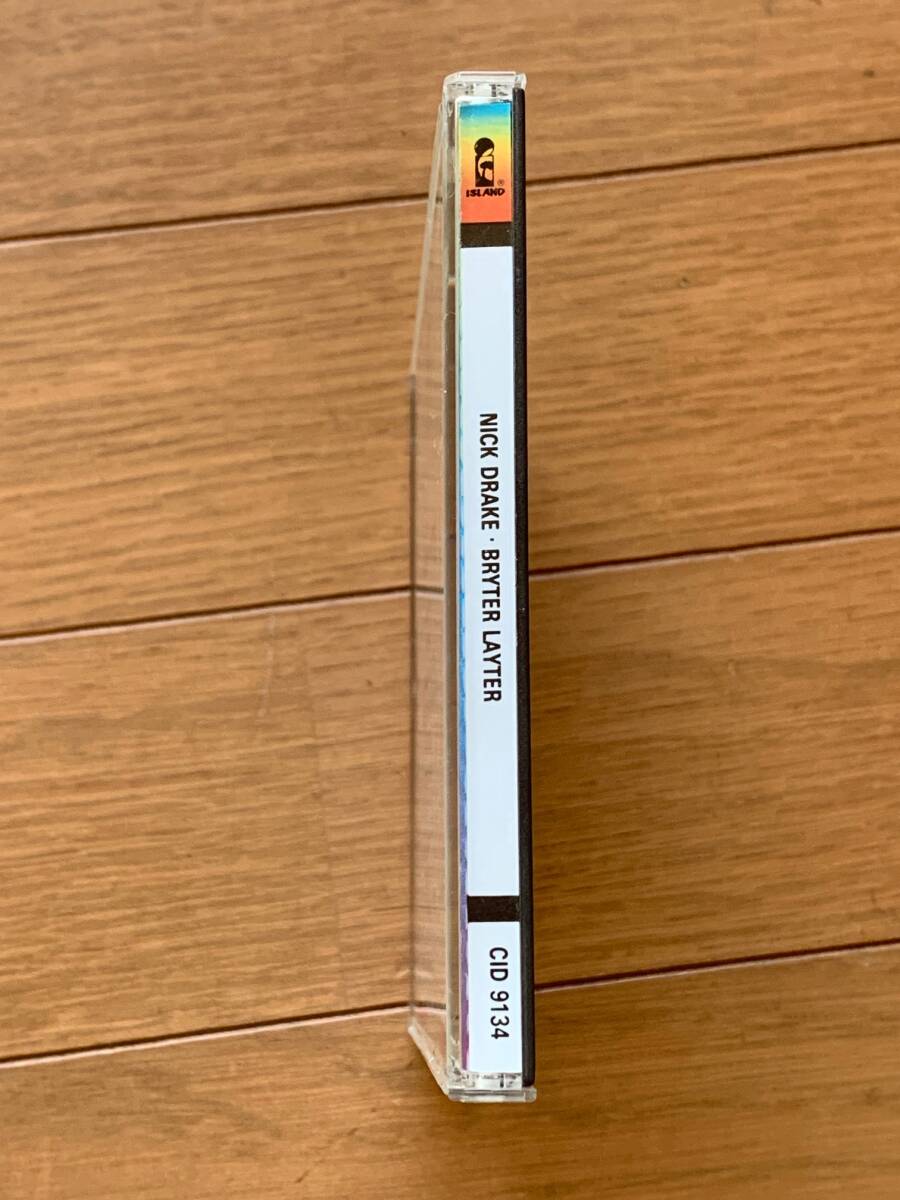 ISLAND®
NICK DRAKE · BRYTER LAYTER
CID 9134